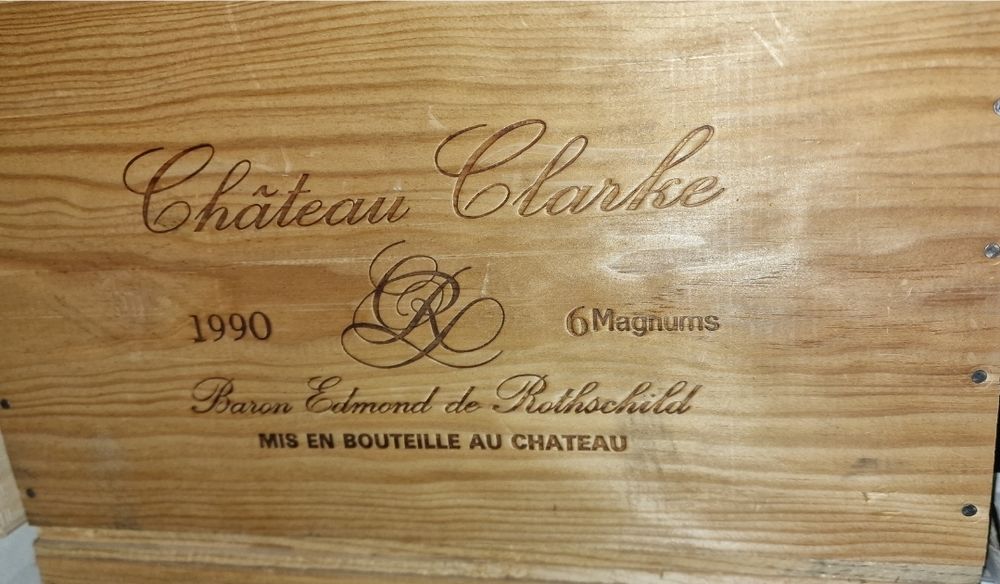 Château Clarke
1990 6 Magnums
Baron Edmond de Rothschild
MIS EN BOUTEILLE AU CHATEAU